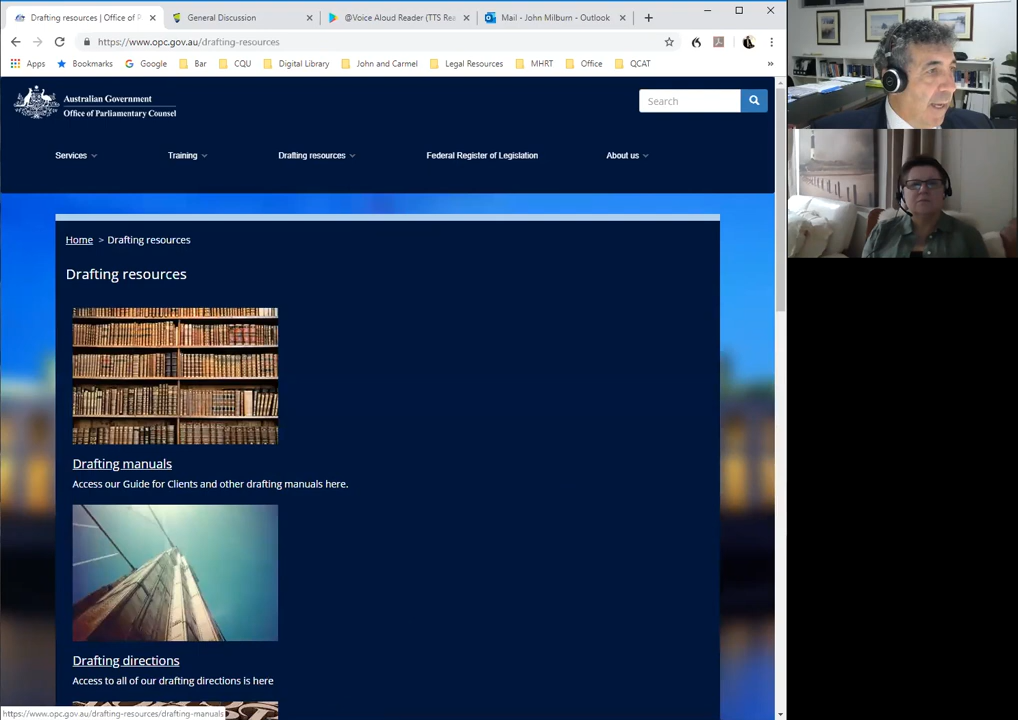 Drafting resources | Office of P
General Discussion
@Voice Aloud Reader (TTS Rea
Mail - John Milburn - Outlook
https://www.opc.gov.au/drafting-resources
Apps
Bookmarks
Google
Bar
CQU
Digital Library
John and Carmel
Legal Resources
MHRT
Office
QCAT
»
Australian Government
Office of Parliamentary Counsel
Search
Services
Training
Drafting resources
Federal Register of Legislation
About us
Home > Drafting resources
Drafting resources
Drafting manuals
Access our Guide for Clients and other drafting manuals here.
Drafting directions
Access to all of our drafting directions is here
https://www.opc.gov.au/drafting-resources/drafting-manuals